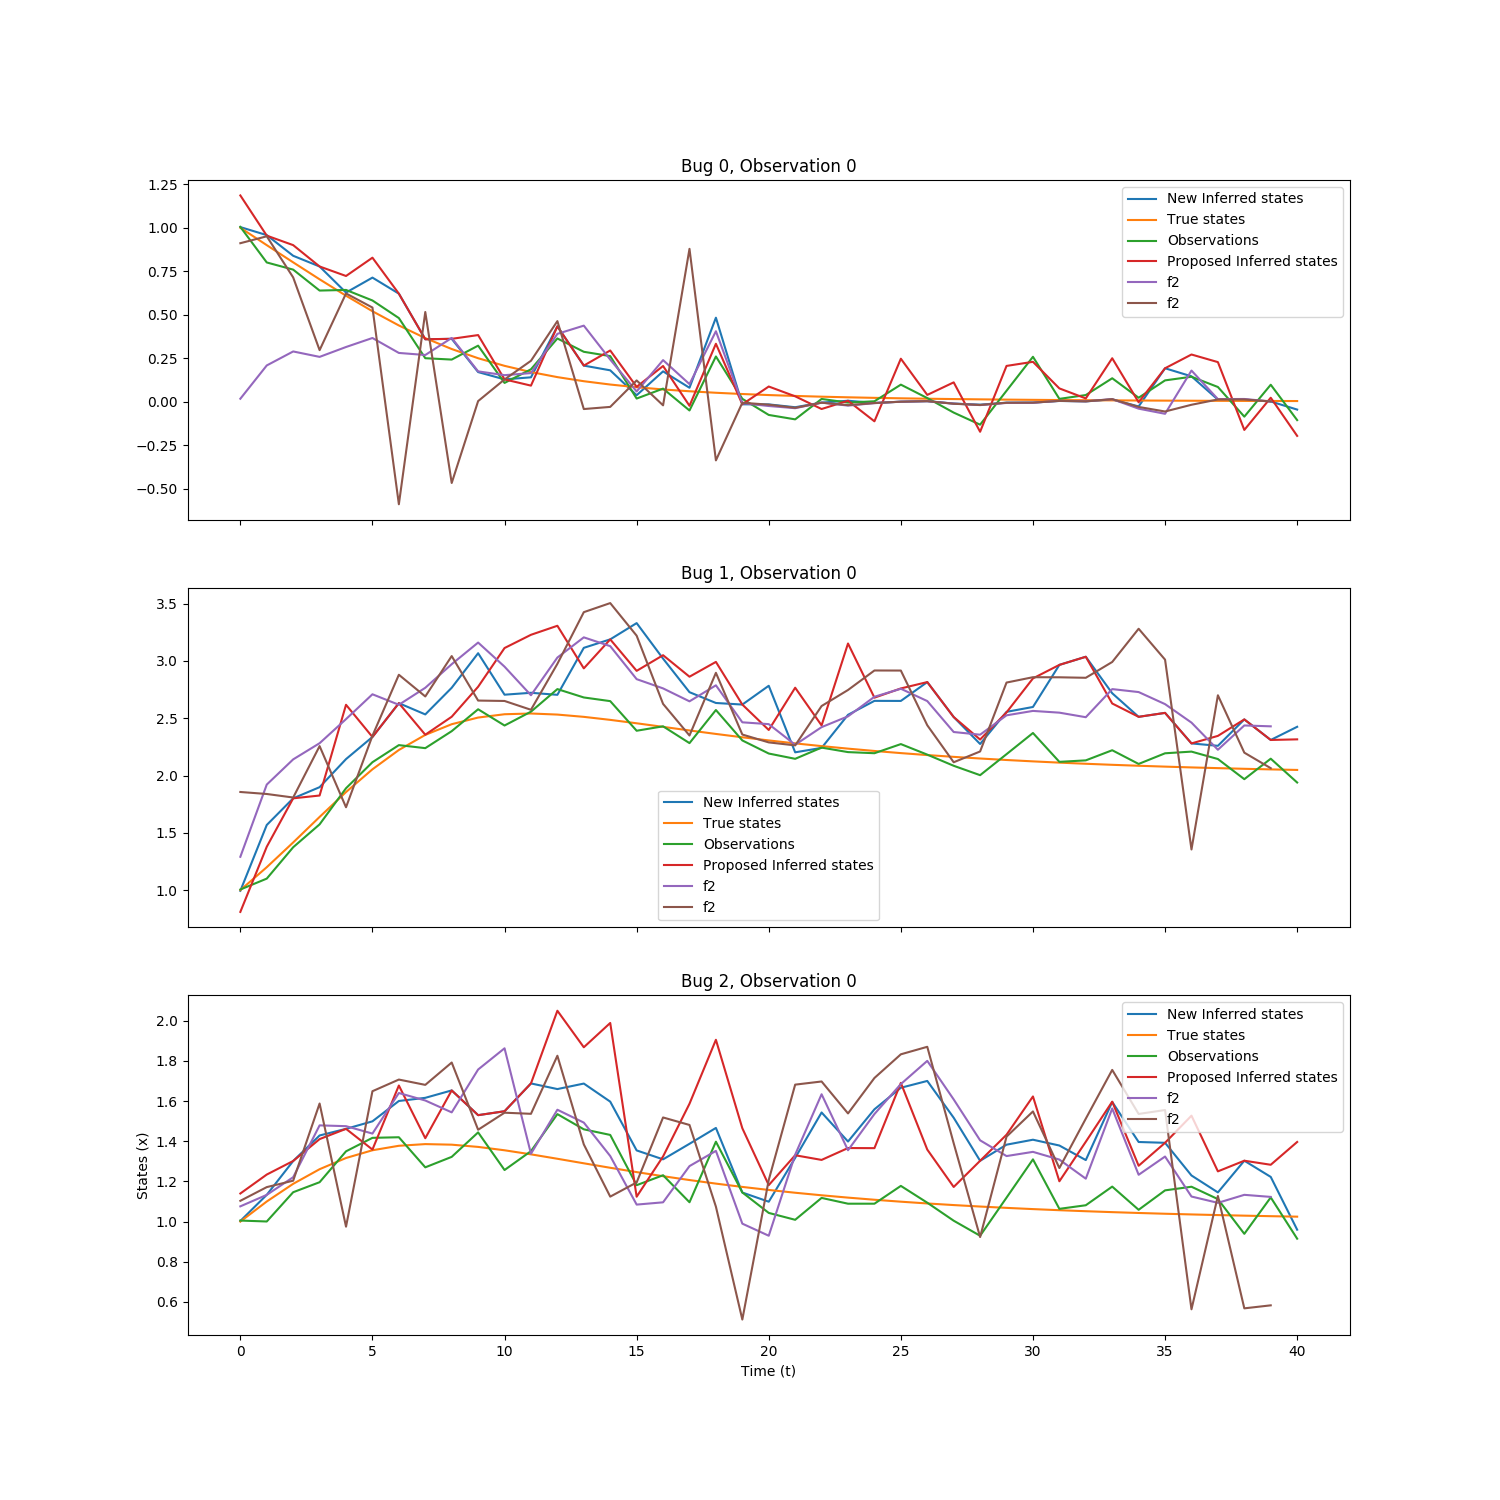 Bug 0, Observation 0
1.25
1.00
0.75
0.50
0.25
0.00
−0.25
−0.50
New Inferred states
True states
Observations
Proposed Inferred states
f2
f2
Bug 1, Observation 0
3.5
3.0
2.5
2.0
1.5
1.0
New Inferred states
True states
Observations
Proposed Inferred states
f2
f2
Bug 2, Observation 0
2.0
1.8
1.6
1.4
1.2
1.0
0.8
0.6
States (x)
New Inferred states
True states
Observations
Proposed Inferred states
f2
f2
0 5 10 15 20 25 30 35 40
Time (t)